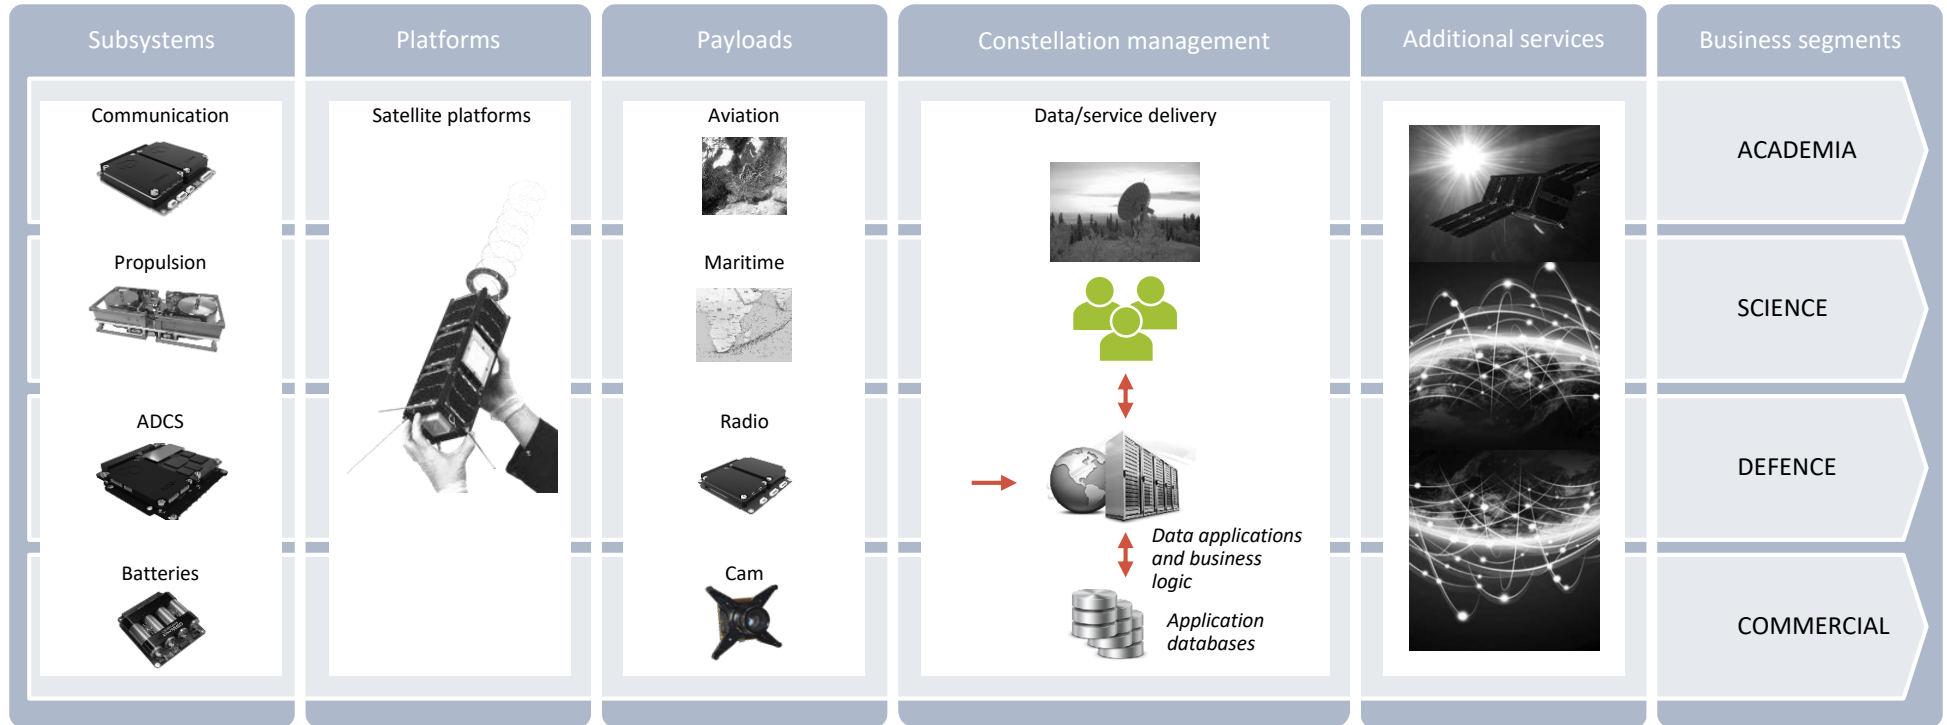 Subsystems
Platforms
Payloads
Constellation management
Additional services
Business segments
Communication
Propulsion
ADCS
Batteries
Satellite platforms
Aviation
Maritime
Radio
Cam
Data/service delivery
Data applications
and business
logic
Application
databases
ACADEMIA
SCIENCE
DEFENCE
COMMERCIAL